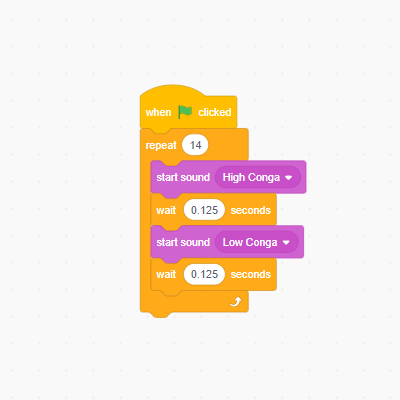 when clicked
repeat 14
start sound High Conga
wait 0.125 seconds
start sound Low Conga
wait 0.125 seconds